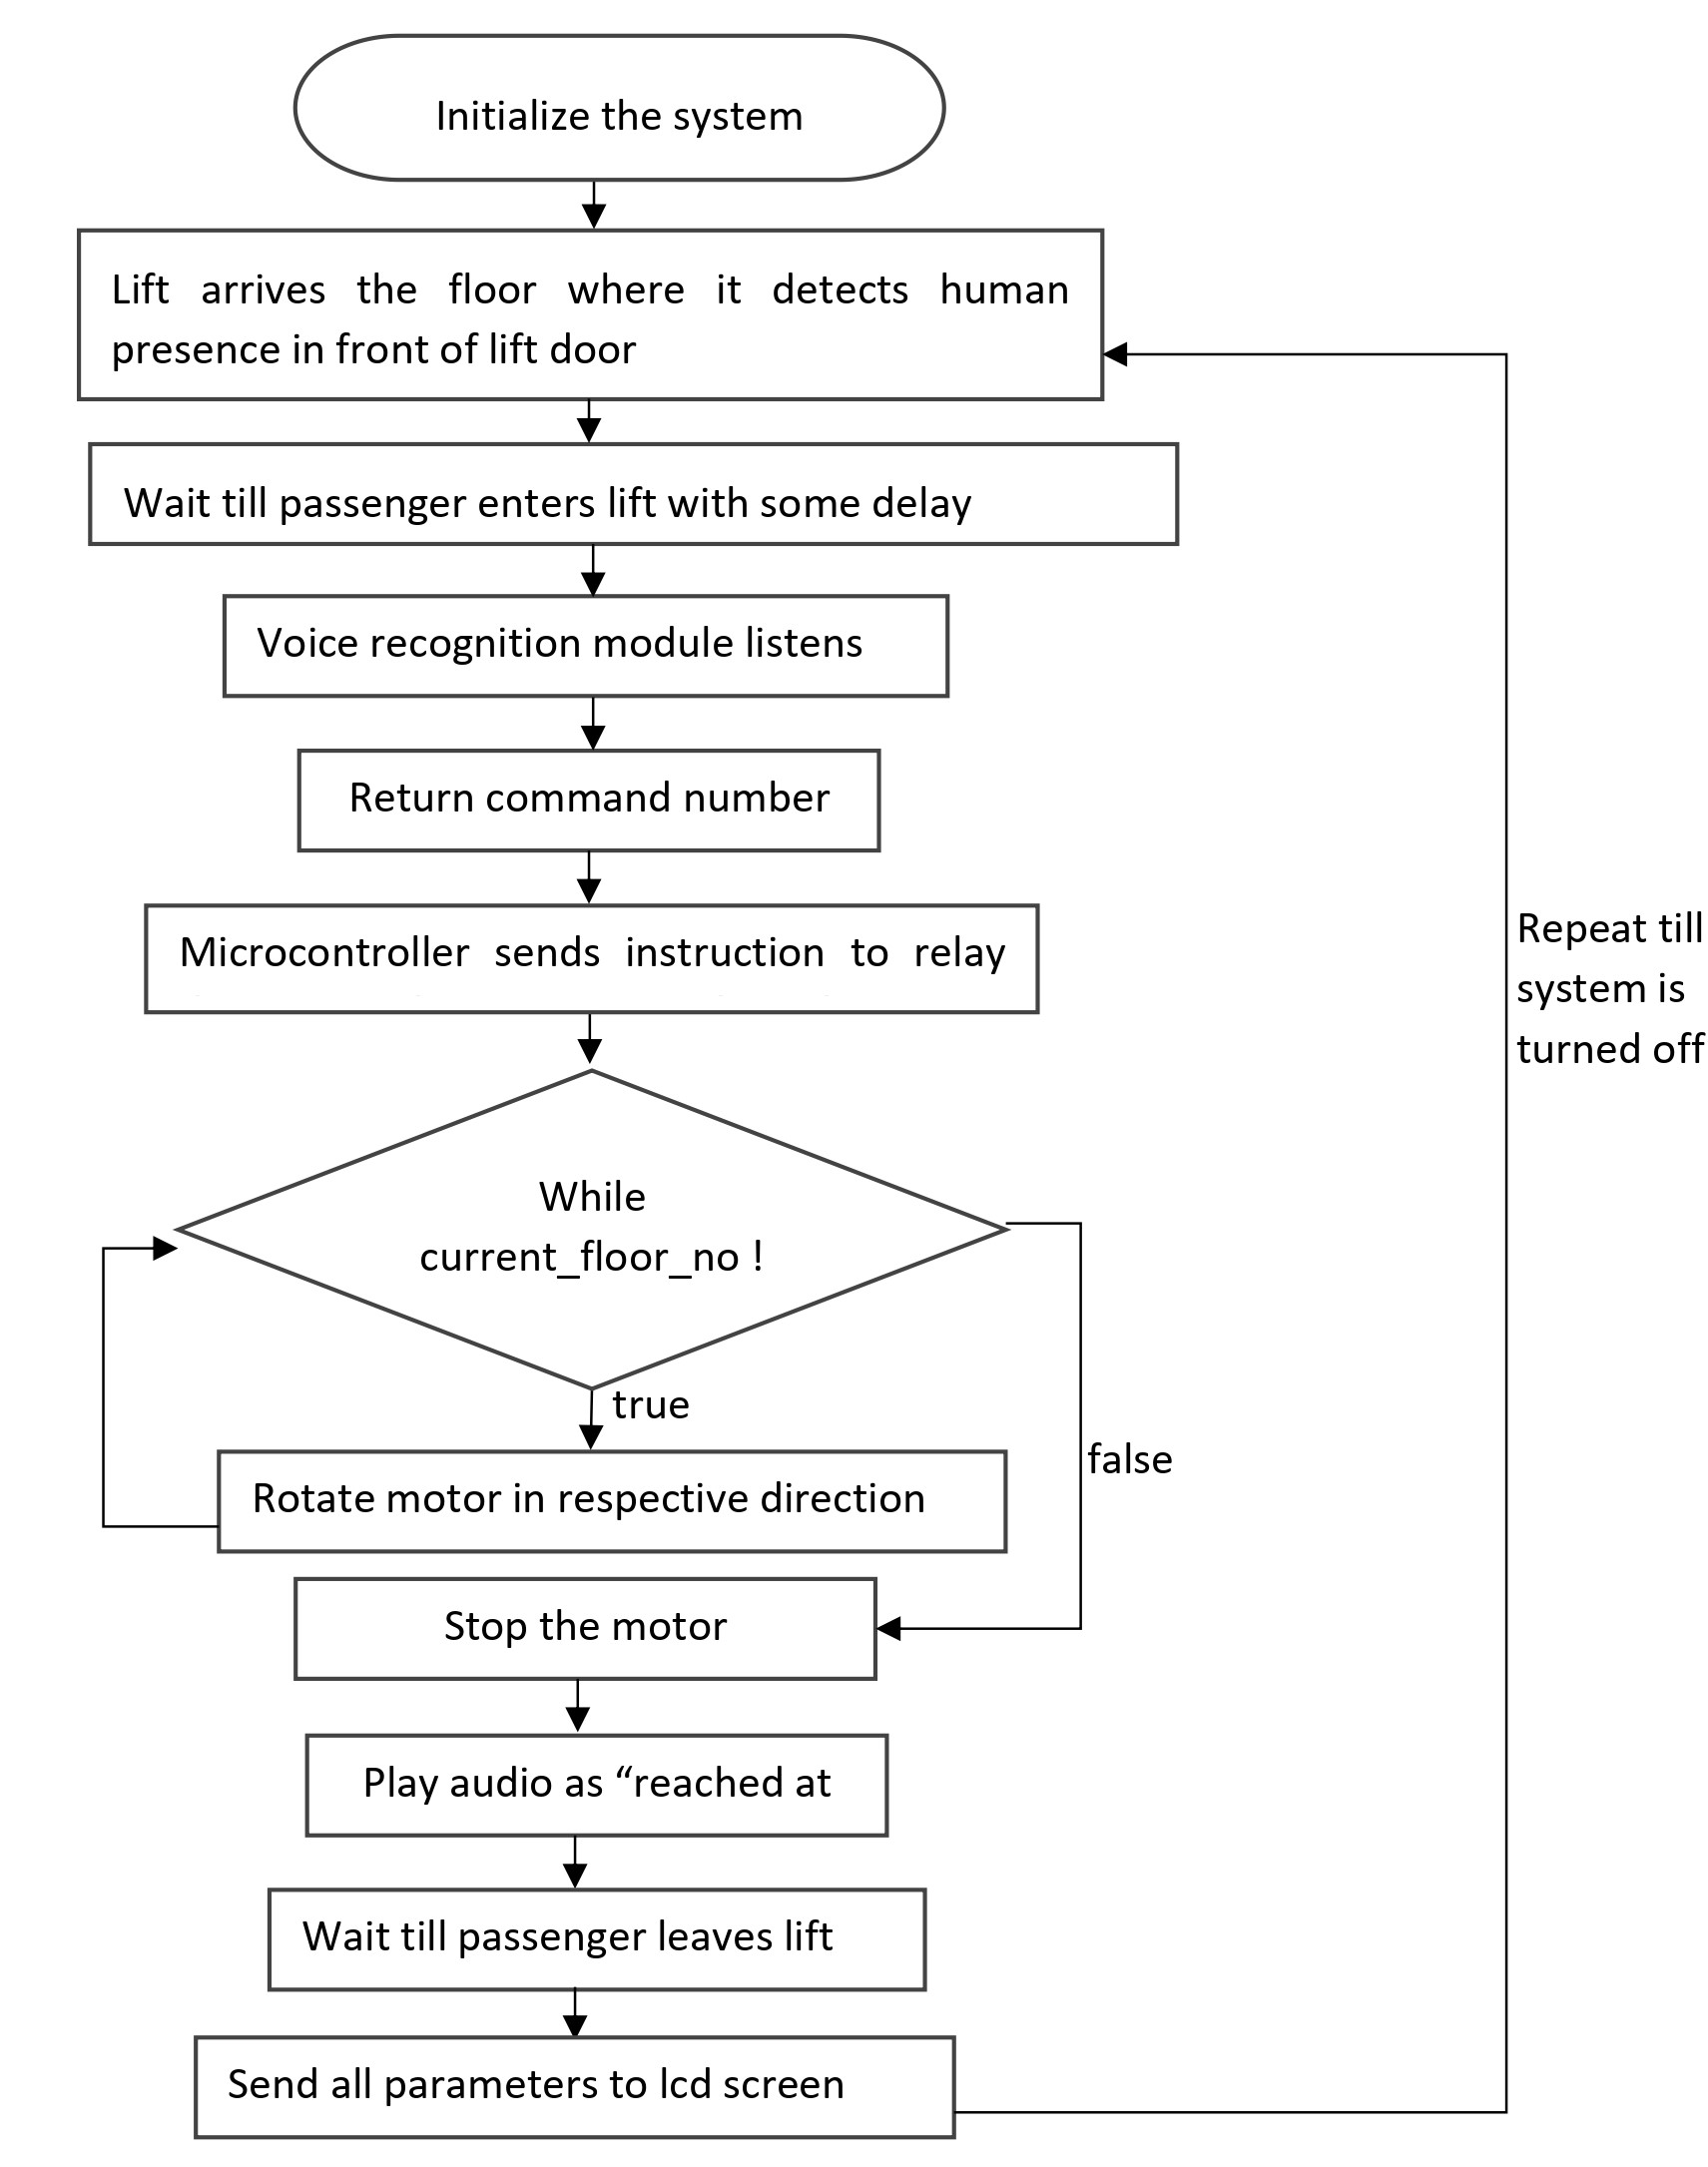 Initialize the system
Lift arrives the floor where it detects human
presence in front of lift door
Wait till passenger enters lift with some delay
Voice recognition module listens
Return command number
Microcontroller sends instruction to relay
While
current_floor_no !
true
false
Rotate motor in respective direction
Stop the motor
Play audio as “reached at
Wait till passenger leaves lift
Send all parameters to lcd screen
Repeat till
system is
turned off